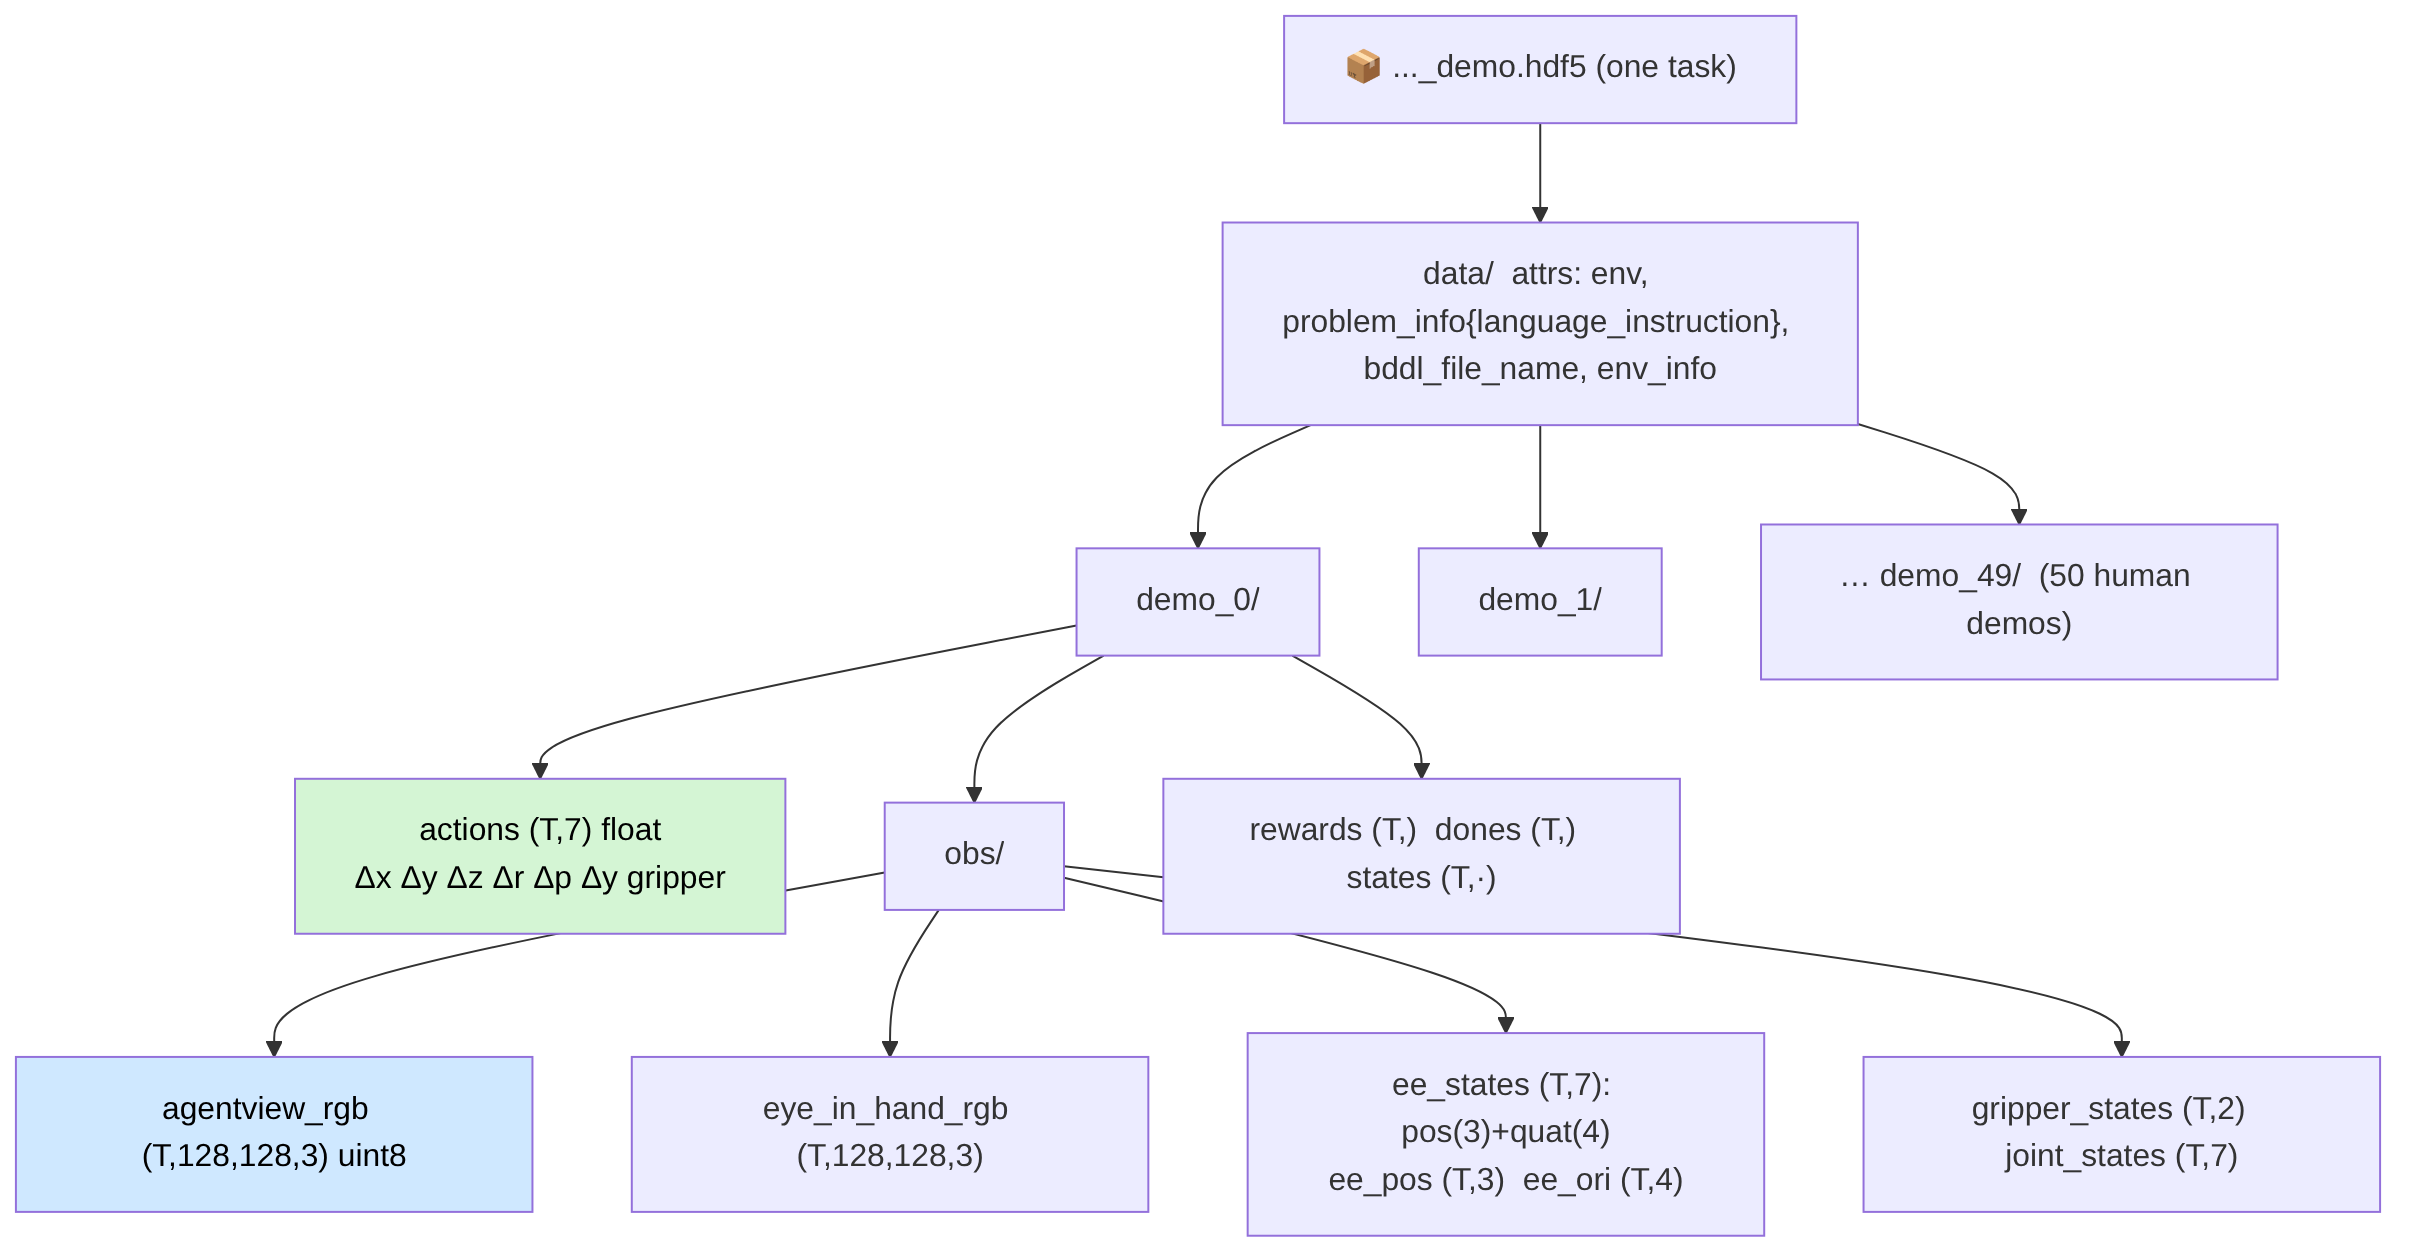 📦 ..._demo.hdf5 (one task)
data/  attrs: env,
problem_info{language_instruction},
bddl_file_name, env_info
demo_0/
demo_1/
… demo_49/  (50 human
demos)
actions (T,7) float
Δx Δy Δz Δr Δp Δy gripper
obs/
rewards (T,)  dones (T,)
states (T,·)
agentview_rgb
(T,128,128,3) uint8
eye_in_hand_rgb
(T,128,128,3)
ee_states (T,7):
pos(3)+quat(4)
ee_pos (T,3)  ee_ori (T,4)
gripper_states (T,2)
joint_states (T,7)